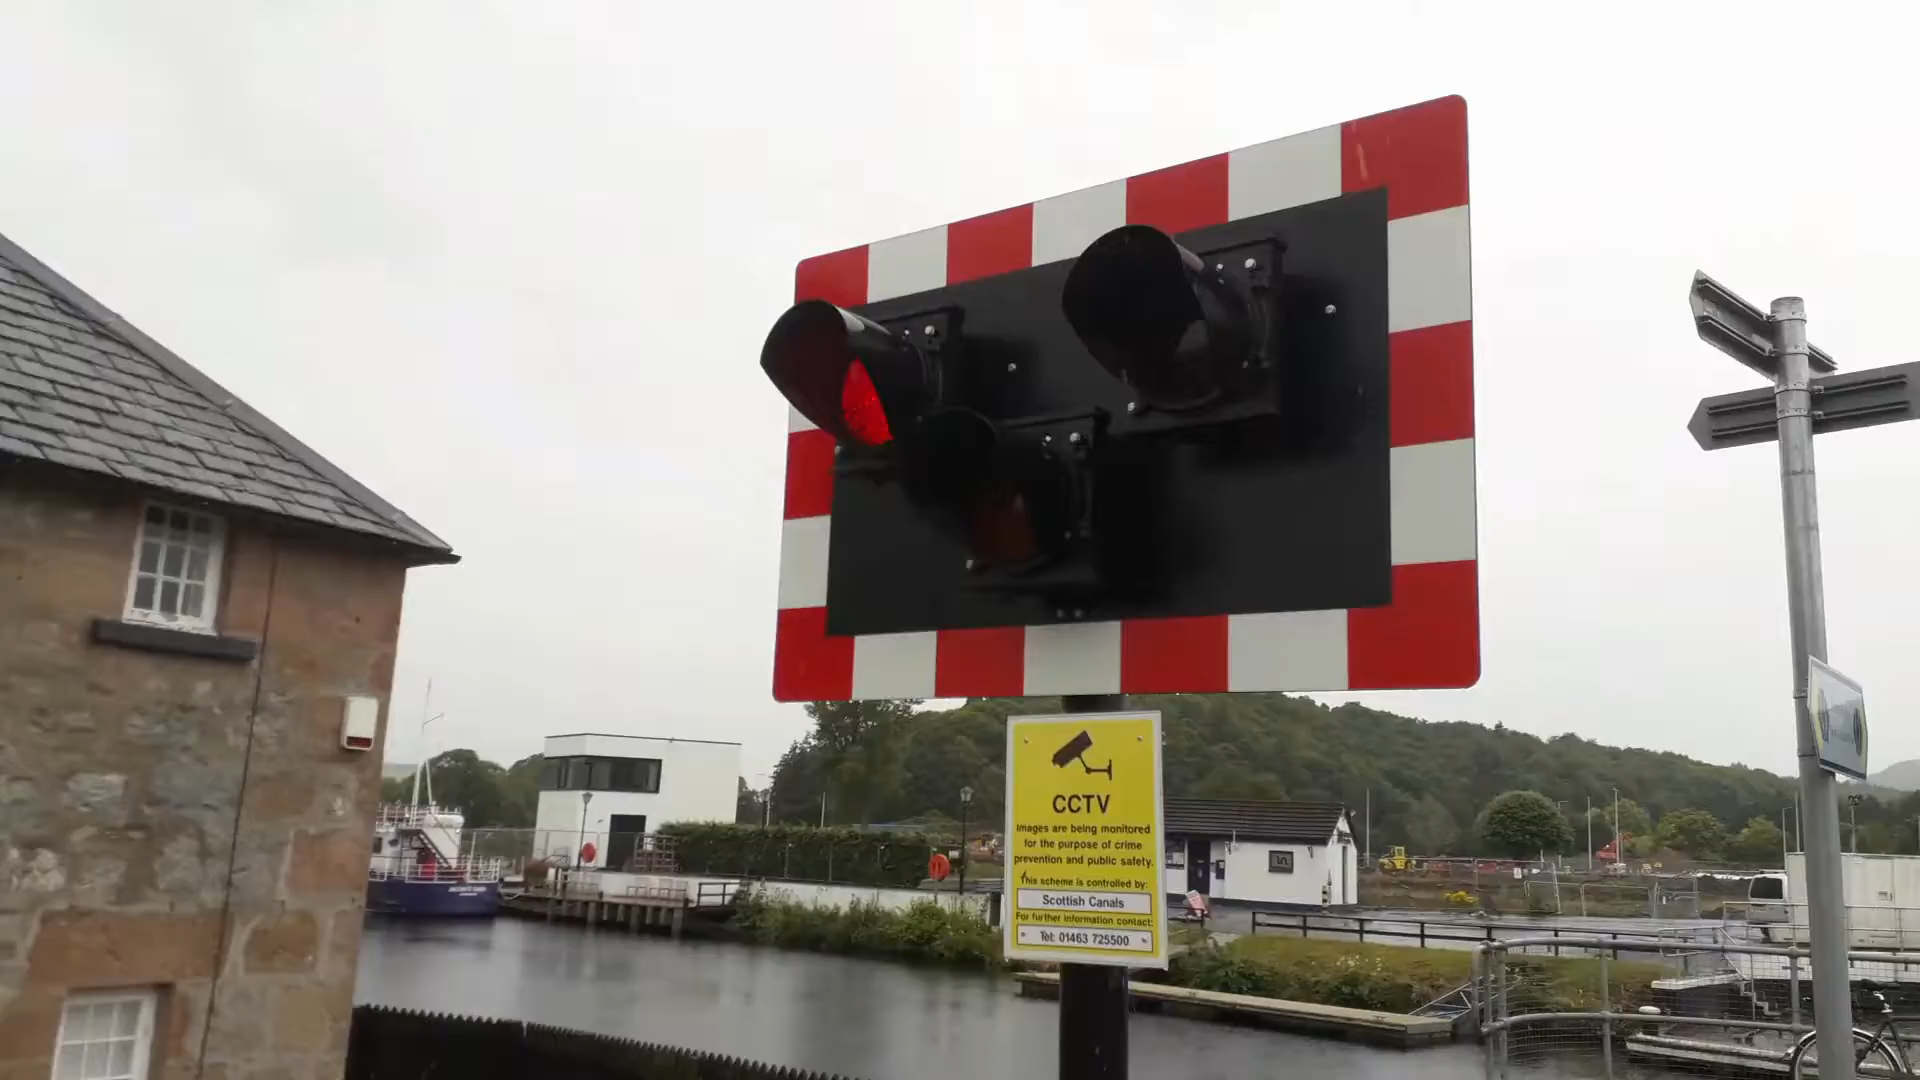 CCTV
Images are being monitored
for the purpose of crime
prevention and public safety.
This scheme is controlled by:
Scottish Canals
For further information contact:
Tel: 01463 725500